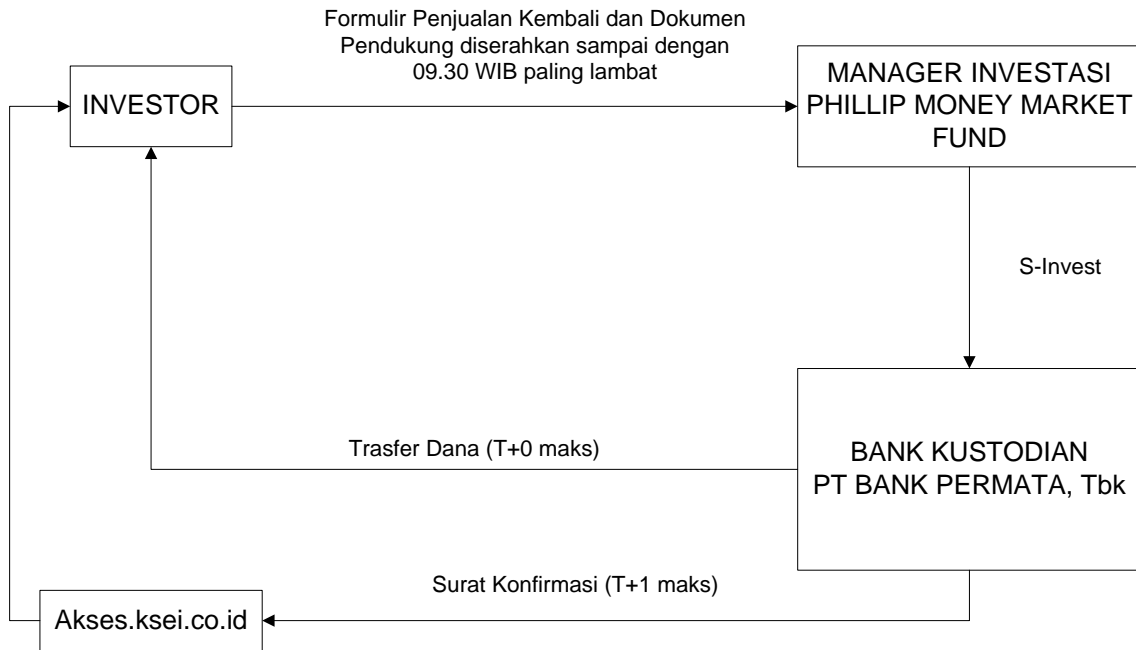 Formulir Penjualan Kembali dan Dokumen
Pendukung diserahkan sampai dengan
09.30 WIB paling lambat
INVESTOR
MANAGER INVESTASI
PHILLIP MONEY MARKET
FUND
S-Invest
Trasfer Dana (T+0 maks)
BANK KUSTODIAN
PT BANK PERMATA, Tbk
Surat Konfirmasi (T+1 maks)
Akses.ksei.co.id